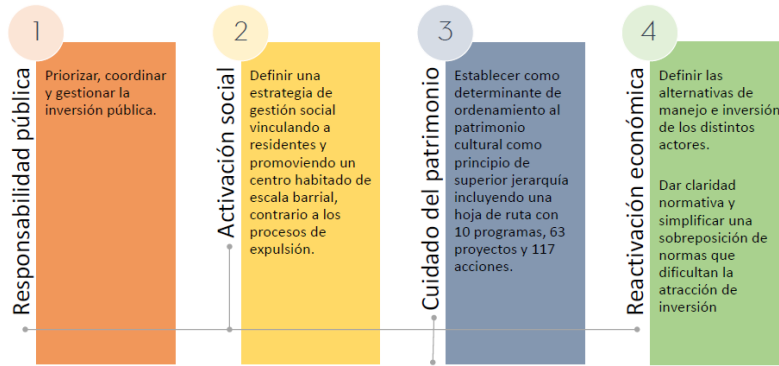 1
Responsabilidad pública
Priorizar, coordinar
y gestionar la
inversión pública.
2
Activación social
Definir una
estrategia de
gestión social
vinculando a
residentes y
promoviendo un
centro habitado de
escala barrial,
contrario a los
procesos de
expulsión.
3
Cuidado del patrimonio
Establecer como
determinante de
ordenamiento al
patrimonio
cultural como
principio de
superior jerarquía
incluyendo una
hoja de ruta con
10 programas, 63
proyectos y 117
acciones.
4
Reactivación económica
Definir las
alternativas de
manejo e inversión
de los distintos
actores.
Dar claridad
normativa y
simplificar una
sobreposición de
normas que
dificultan la
atracción de
inversión